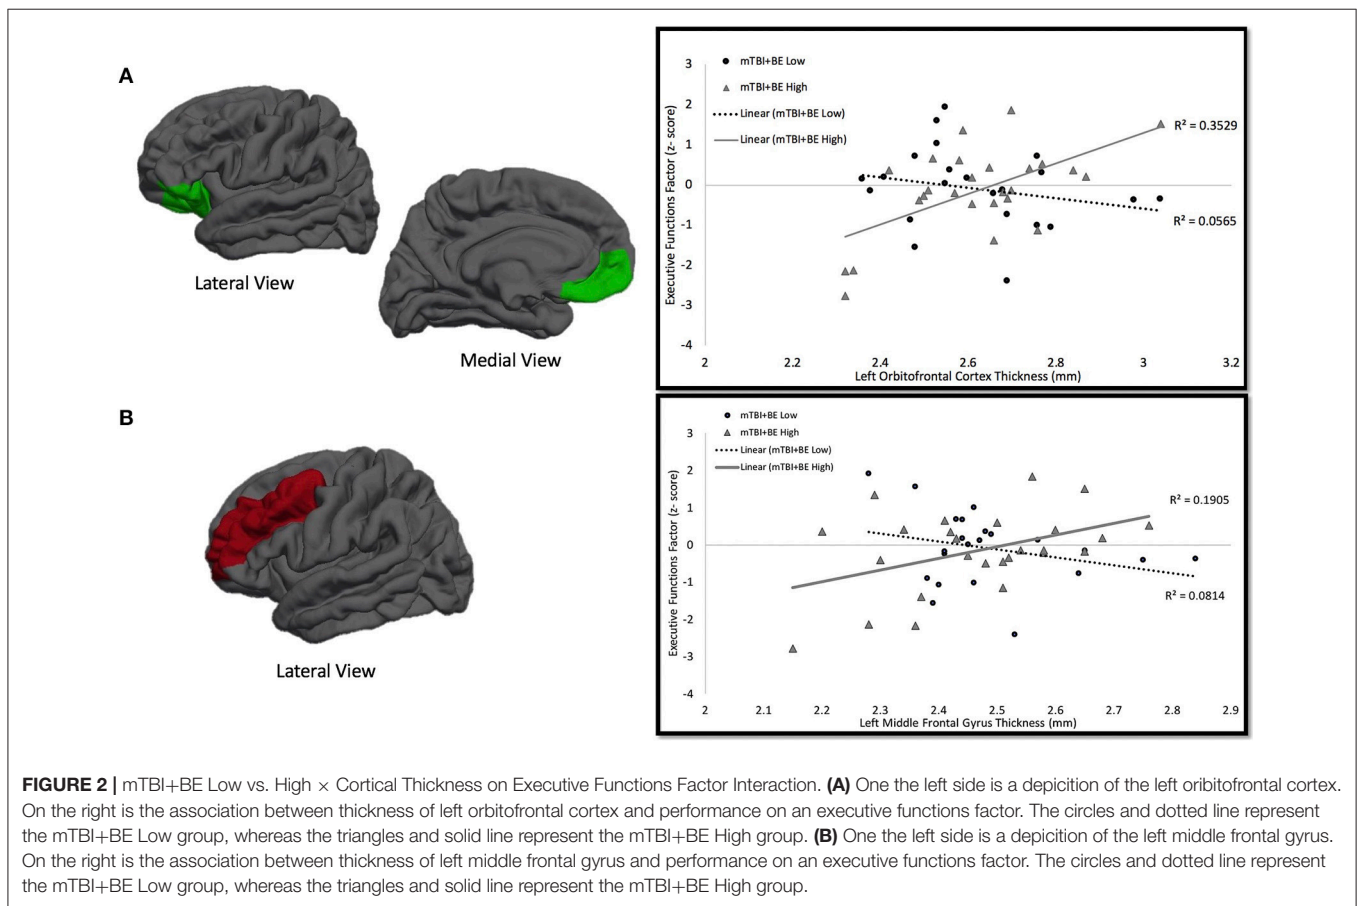 A
Lateral View
Medial View
mTBI+BE Low
mTBI+BE High
Linear (mTBI+BE Low)
Linear (mTBI+BE High)
R² = 0.3529
R² = 0.0565
Executive Functions Factor (z- score)
3
2
1
0
-1
-2
-3
-4
2
2.2
2.4
2.6
2.8
3
3.2
Left Orbitofrontal Cortex Thickness (mm)
B
Lateral View
mTBI+BE Low
mTBI+BE High
Linear (mTBI+BE Low)
Linear (mTBI+BE High)
R² = 0.1905
R² = 0.0814
Executive Functions Factor (z- score)
3
2
1
0
-1
-2
-3
-4
2
2.1
2.2
2.3
2.4
2.5
2.6
2.7
2.8
2.9
Left Middle Frontal Gyrus Thickness (mm)
FIGURE 2 | mTBI+BE Low vs. High × Cortical Thickness on Executive Functions Factor Interaction. (A) One the left side is a depicition of the left oribitofrontal cortex.
On the right is the association between thickness of left orbitofrontal cortex and performance on an executive functions factor. The circles and dotted line represent
the mTBI+BE Low group, whereas the triangles and solid line represent the mTBI+BE High group. (B) One the left side is a depicition of the left middle frontal gyrus.
On the right is the association between thickness of left middle frontal gyrus and performance on an executive functions factor. The circles and dotted line represent
the mTBI+BE Low group, whereas the triangles and solid line represent the mTBI+BE High group.